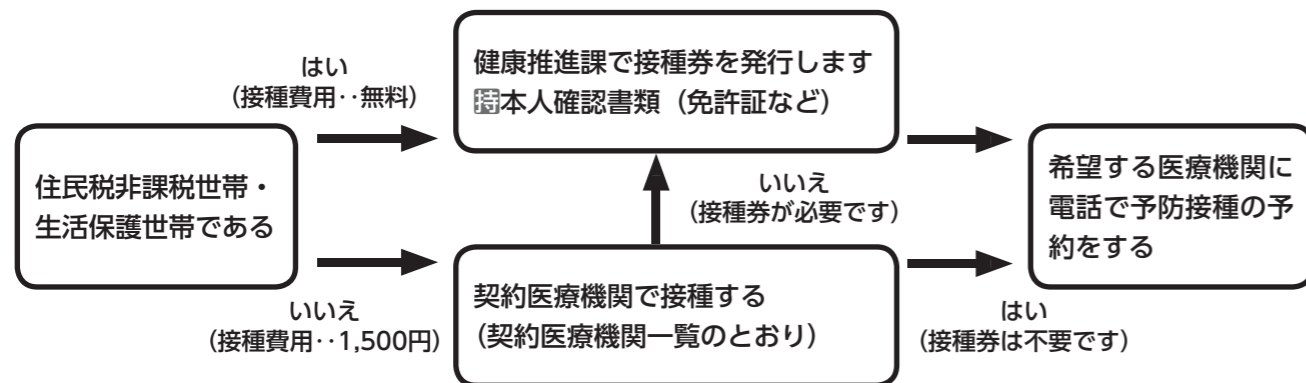 はい
（接種費用‥無料）
健康推進課で接種券を発行します
持本人確認書類（免許証など）
住民税非課税世帯・
生活保護世帯である
いいえ
（接種券が必要です）
希望する医療機関に
電話で予防接種の予
約をする
いいえ
（接種費用‥1,500円）
契約医療機関で接種する
（契約医療機関一覧のとおり）
はい
（接種券は不要です）